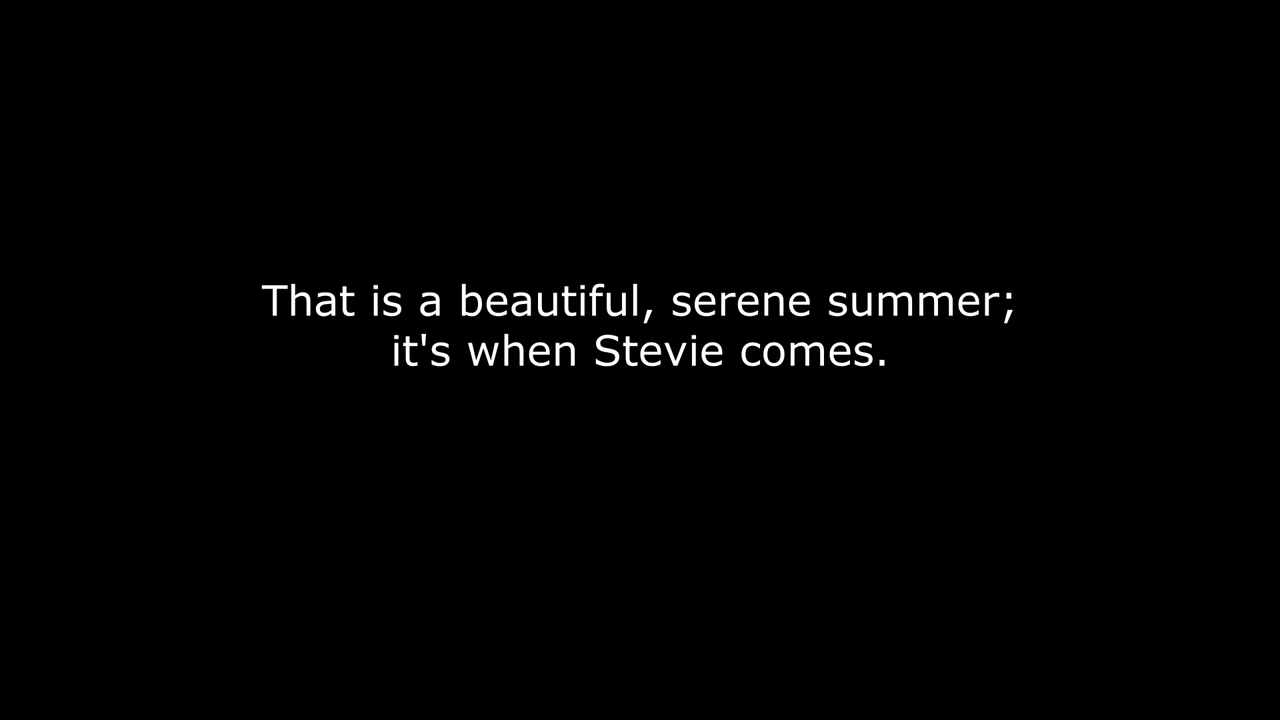 That is a beautiful, serene summer;
it's when Stevie comes.